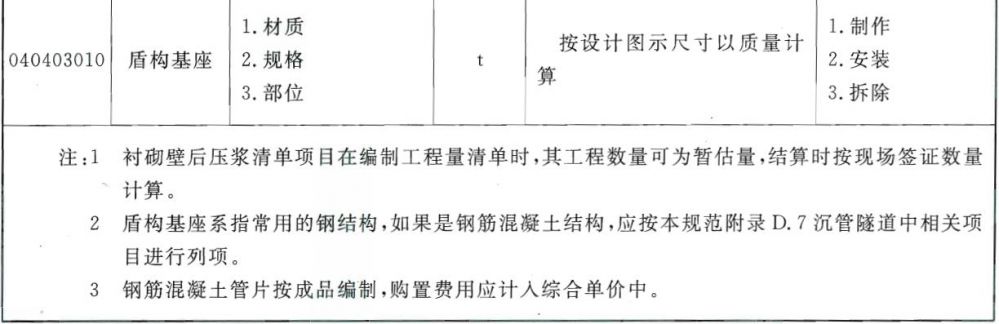 040403010 盾构基座 1.材质 2.规格 3.部位 t 按设计图示尺寸以质量计算 1.制作 2.安装 3.拆除
注:1 衬砌壁后压浆清单项目在编制工程量清单时,其工程数量可为暂估量,结算时按现场签证数量
计算。
2 盾构基座系指常用的钢结构,如果是钢筋混凝土结构,应按本规范附录 D.7 沉管隧道中相关项
目进行列项。
3 钢筋混凝土管片按成品编制,购置费用应计入综合单价中。